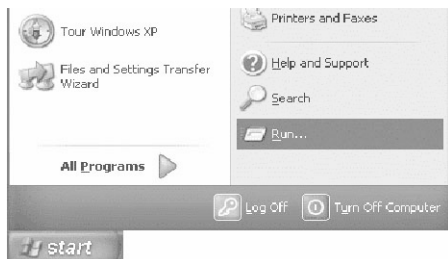 Tour Windows XP
Files and Settings Transfer
Wizard
All Programs
Printers and Faxes
Help and Support
Search
Run...
Log Off
Turn Off Computer
start